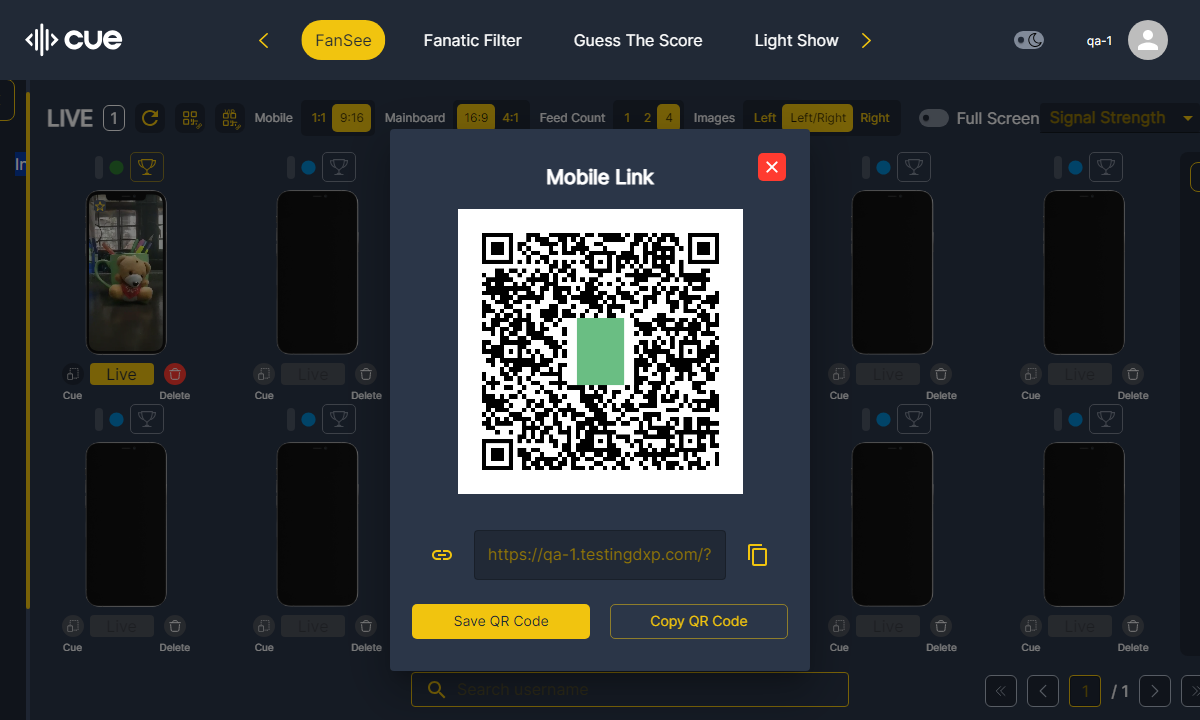 cue
FanSee
Fanatic Filter
Guess The Score
Light Show
qa-1
LIVE 1
Mobile 1:1 9:16
Mainboard 16:9 4:1
Feed Count 1 2 4
Images Left Left/Right Right
Full Screen
Signal Strength
In
Mobile Link
Live
Live
Live
Live
Cue Delete
Cue Delete
Cue Delete
Cue Delete
https://qa-1.testingdxp.com/?
Save QR Code
Copy QR Code
Live
Live
Live
Live
Cue Delete
Cue Delete
Cue Delete
Cue Delete
Search username
1 / 1